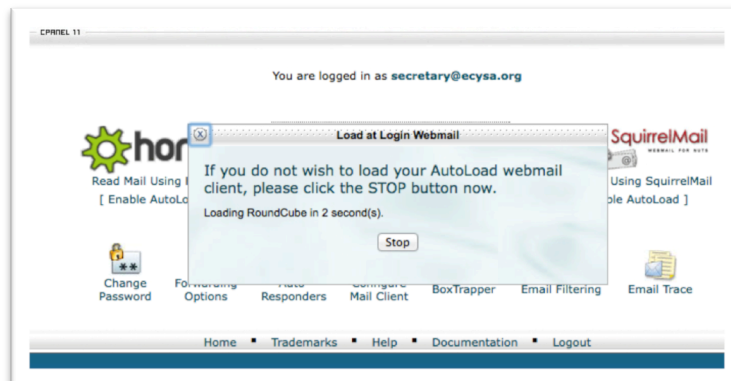 CPANEL 11
You are logged in as secretary@ecysa.org
Load at Login Webmail
If you do not wish to load your AutoLoad webmail
client, please click the STOP button now.
Loading RoundCube in 2 second(s).
Stop
hor
SquirrelMail
WEBMAIL FOR NUTS
Read Mail Using
Using SquirrelMail
[ Enable AutoLo
ole AutoLoad ]
Change
Password
Forwarding
Options
Auto
Responders
Configure
Mail Client
BoxTrapper
Email Filtering
Email Trace
Home ▪ Trademarks ▪ Help ▪ Documentation ▪ Logout